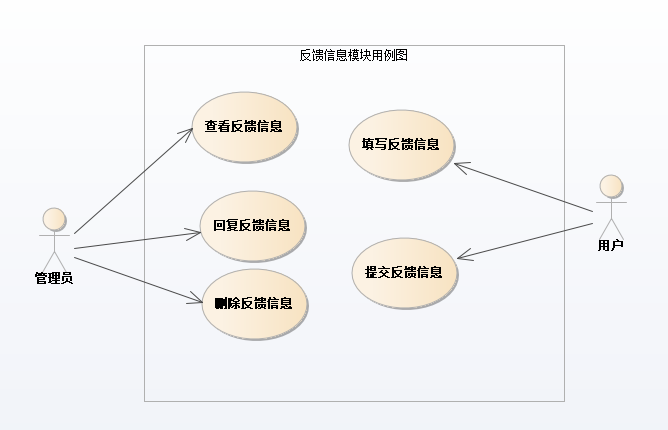 反馈信息模块用例图
查看反馈信息
填写反馈信息
回复反馈信息
用户
提交反馈信息
管理员
删除反馈信息